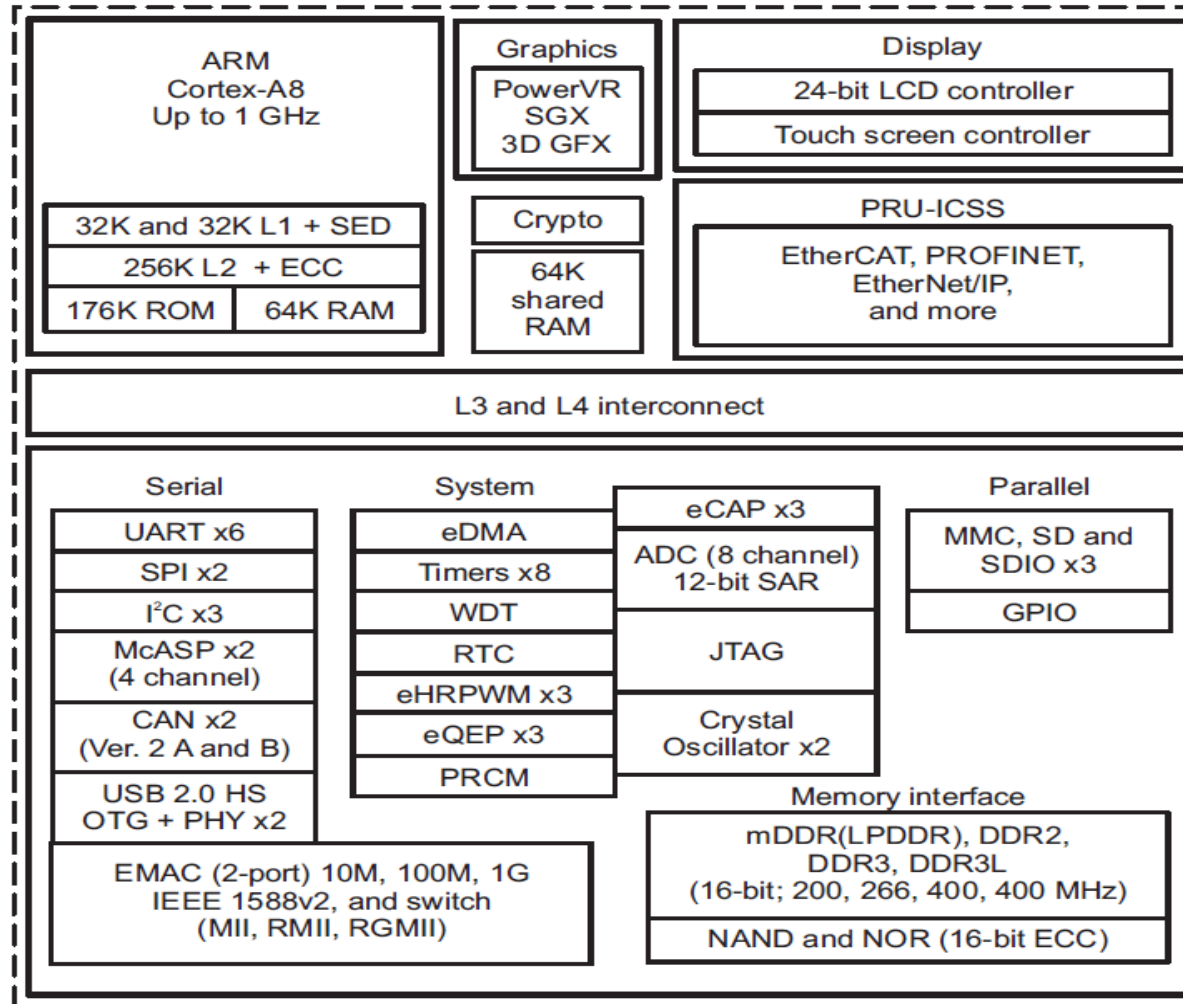 ARM
Cortex-A8
Up to 1 GHz
32K and 32K L1 + SED
256K L2 + ECC
176K ROM
64K RAM
Graphics
PowerVR
SGX
3D GFX
Crypto
64K
shared
RAM
Display
24-bit LCD controller
Touch screen controller
PRU-ICSS
EtherCAT, PROFINET,
EtherNet/IP,
and more
L3 and L4 interconnect
Serial
UART x6
SPI x2
I²C x3
McASP x2
(4 channel)
CAN x2
(Ver. 2 A and B)
USB 2.0 HS
OTG + PHY x2
EMAC (2-port) 10M, 100M, 1G
IEEE 1588v2, and switch
(MII, RMII, RGMII)
System
eDMA
Timers x8
WDT
RTC
eHRPWM x3
eQEP x3
PRCM
eCAP x3
ADC (8 channel)
12-bit SAR
JTAG
Crystal
Oscillator x2
Parallel
MMC, SD and
SDIO x3
GPIO
Memory interface
mDDR(LPDDR), DDR2,
DDR3, DDR3L
(16-bit; 200, 266, 400, 400 MHz)
NAND and NOR (16-bit ECC)